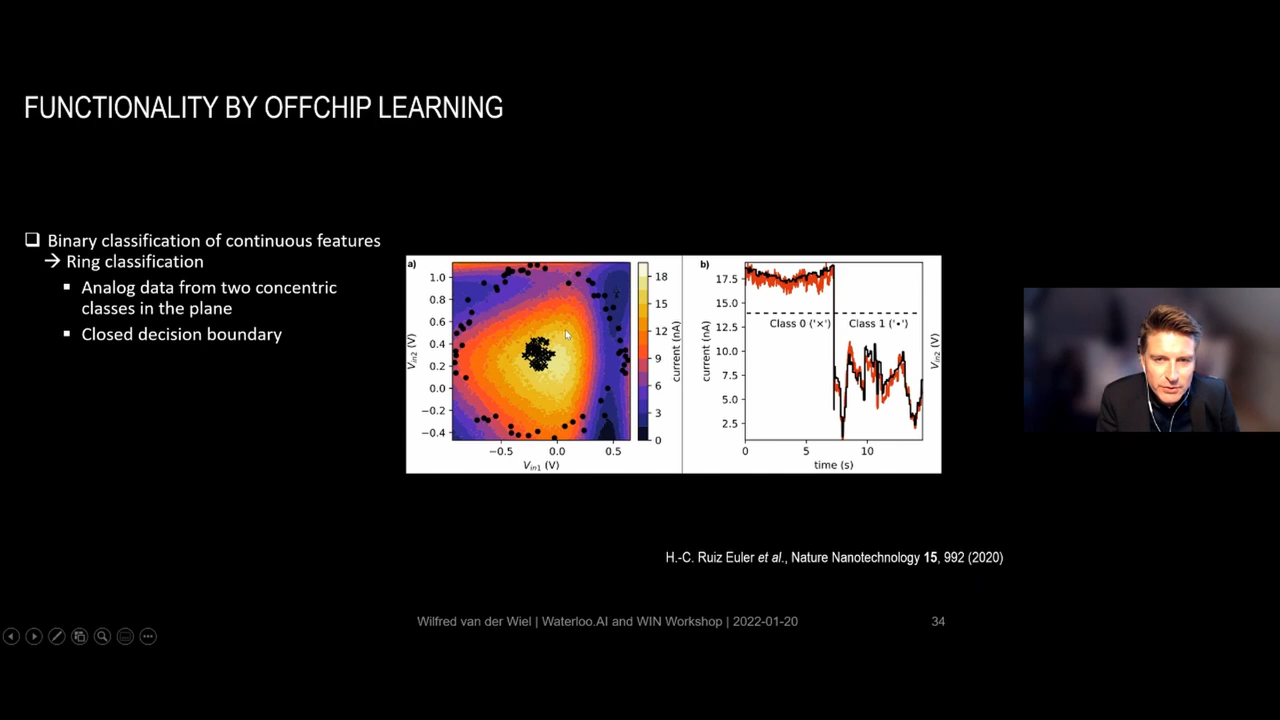 FUNCTIONALITY BY OFFCHIP LEARNING
Binary classification of continuous features
→ Ring classification
Analog data from two concentric
classes in the plane
Closed decision boundary
a)
1.0
0.8
0.6
0.4
0.2
0.0
−0.2
−0.4
V_in2 (V)
−0.5
0.0
0.5
V_in1 (V)
18
15
12
9
6
3
0
current (nA)
b)
17.5
15.0
12.5
10.0
7.5
5.0
2.5
current (nA)
Class 0 ('×')
Class 1 ('•')
0
5
10
time (s)
V_in2 (V)
H.-C. Ruiz Euler et al., Nature Nanotechnology 15, 992 (2020)
Wilfred van der Wiel | Waterloo.AI and WIN Workshop | 2022-01-20
34